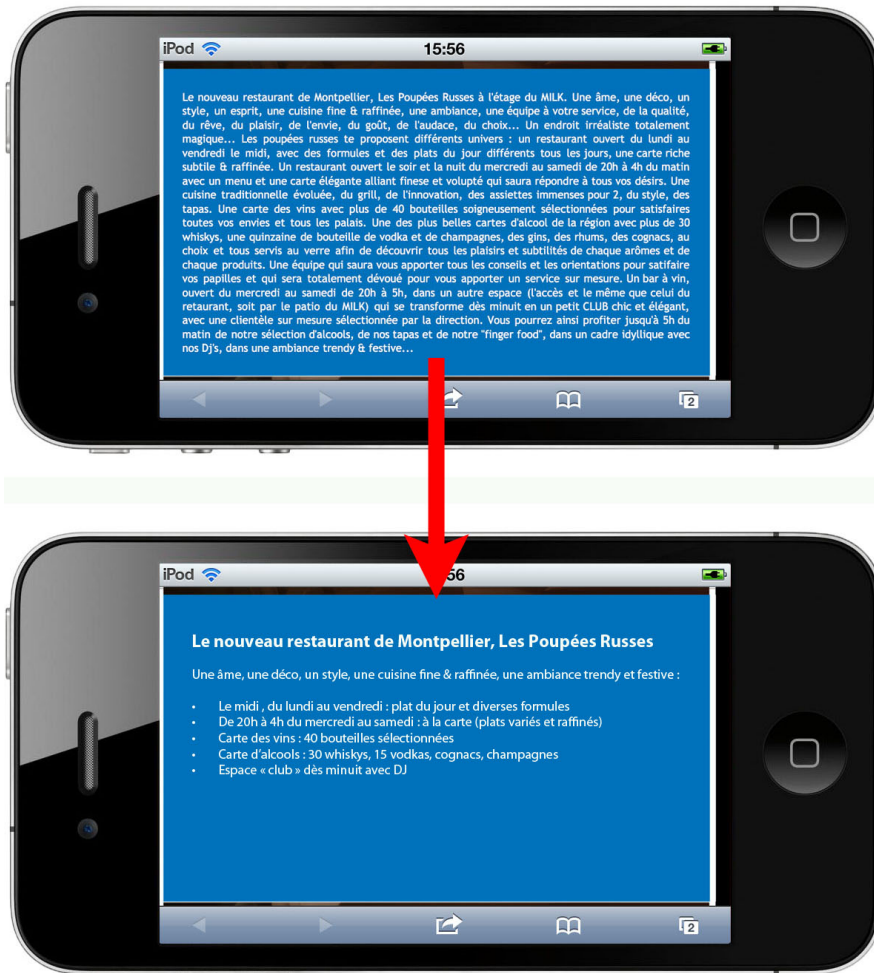 iPod
15:56
Le nouveau restaurant de Montpellier, Les Poupées Russes à l'étage du MILK. Une âme, une déco, un
style, un esprit, une cuisine fine & raffinée, une ambiance, une équipe à votre service, de la qualité,
du rêve, du plaisir, de l'envie, du goût, de l'audace, du choix... Un endroit irréaliste totalement
magique... Les poupées russes te proposent différents univers : un restaurant ouvert du lundi au
vendredi le midi, avec des formules et des plats du jour différents tous les jours, une carte riche
subtile & raffinée. Un restaurant ouvert le soir et la nuit du mercredi au samedi de 20h à 4h du matin
avec un menu et une carte élégante alliant finese et volupté qui saura répondre à tous vos désirs. Une
cuisine traditionnelle évoluée, du grill, de l'innovation, des assiettes immenses pour 2, du style, des
tapas. Une carte des vins avec plus de 40 bouteilles soigneusement sélectionnées pour satisfaires
toutes vos envies et tous les palais. Une des plus belles cartes d'alcool de la région avec plus de 30
whiskys, une quinzaine de bouteille de vodka et de champagnes, des gins, des rhums, des cognacs, au
choix et tous servis au verre afin de découvrir tous les plaisirs et subtilités de chaque arômes et de
chaque produits. Une équipe qui saura vous apporter tous les conseils et les orientations pour satifaire
vos papilles et qui sera totalement dévoué pour vous apporter un service sur mesure. Un bar à vin,
ouvert du mercredi au samedi de 20h à 5h, dans un autre espace (l'accès et le même que celui du
retaurant, soit par le patio du MILK) qui se transforme dès minuit en un petit CLUB chic et élégant,
avec une clientèle sur mesure sélectionnée par la direction. Vous pourrez ainsi profiter jusqu'à 5h du
matin de notre sélection d'alcools, de nos tapas et de notre "finger food", dans un cadre idyllique avec
nos Dj's, dans une ambiance trendy & festive...
2
iPod
56
Le nouveau restaurant de Montpellier, Les Poupées Russes
Une âme, une déco, un style, une cuisine fine & raffinée, une ambiance trendy et festive :
• Le midi , du lundi au vendredi : plat du jour et diverses formules
• De 20h à 4h du mercredi au samedi : à la carte (plats variés et raffinés)
• Carte des vins : 40 bouteilles sélectionnées
• Carte d'alcools : 30 whiskys, 15 vodkas, cognacs, champagnes
• Espace « club » dès minuit avec DJ
2